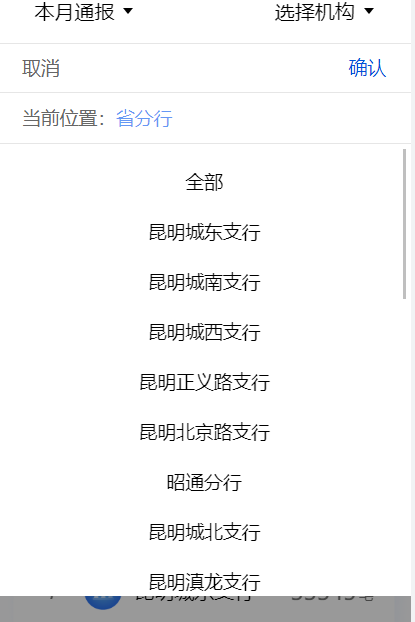 本月通报 选择机构
取消 确认
当前位置：省分行
全部
昆明城东支行
昆明城南支行
昆明城西支行
昆明正义路支行
昆明北京路支行
昭通分行
昆明城北支行
昆明滇龙支行